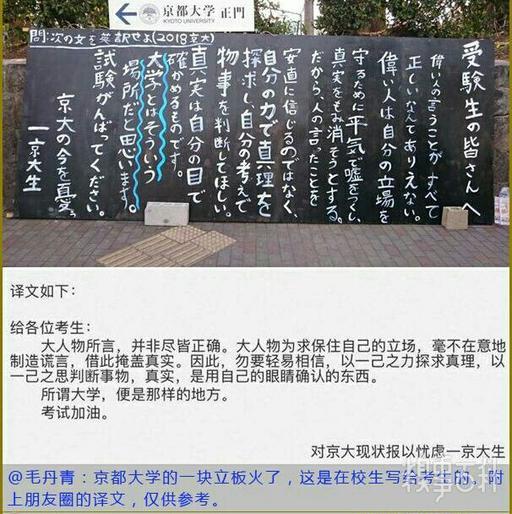 京都大学 正門
KYOTO UNIVERSITY
問:次の文を英訳せよ(2018京大)
受験生の皆さんへ
偉い人の言うことがすべて
正しいなんてありえない。
偉い人は自分の立場を
守るために平気で嘘をつくし、
真実をもみ消そうとする。
だから、人の言ったことを
安直に信じるのではなく、
自分の力で真理を
探求し、自分の考えで
物事を判断してほしい。
真実は自分の目で
確かめるものです。
大学とはそういう
場所だと思います。
試験がんばってください。
京大の今を憂う
一京大生
译文如下:
给各位考生:
大人物所言,并非尽皆正确。大人物为求保住自己的立场,毫不在意地
制造谎言,借此掩盖真实。因此,勿要轻易相信,以一己之力探求真理,以
一己之思判断事物,真实,是用自己的眼睛确认的东西。
所谓大学,便是那样的地方。
考试加油。
对京大现状报以忧虑一京大生
@毛丹青:京都大学的一块立板火了,这是在校生写给考生的。附
上朋友圈的译文,仅供参考。